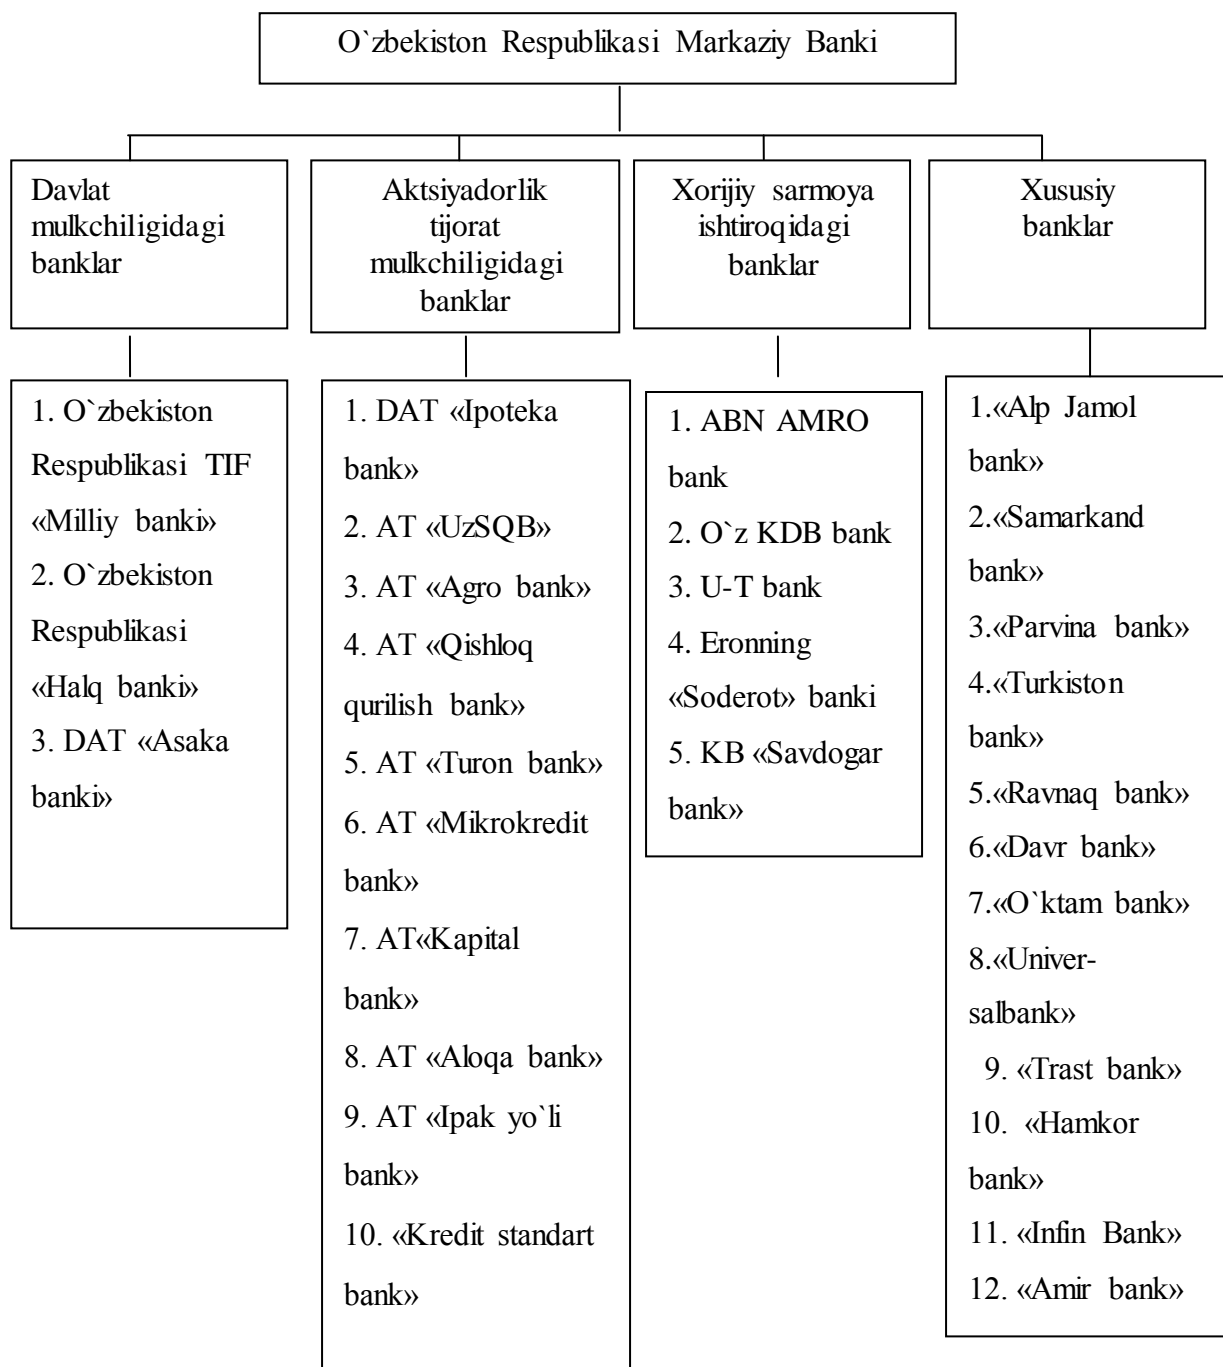 O`zbekiston Respublikasi Markaziy Banki
Davlat
mulkchiligidagi
banklar
Aktsiyadorlik
tijorat
mulkchiligidagi
banklar
Xorijiy sarmoya
ishtiroqidagi
banklar
Xususiy
banklar
1. O`zbekiston
Respublikasi TIF
«Milliy banki»
2. O`zbekiston
Respublikasi
«Halq banki»
3. DAT «Asaka
banki»
1. DAT «Ipoteka
bank»
2. AT «UzSQB»
3. AT «Agro bank»
4. AT «Qishloq
qurilish bank»
5. AT «Turon bank»
6. AT «Mikrokredit
bank»
7. AT«Kapital
bank»
8. AT «Aloqa bank»
9. AT «Ipak yo`li
bank»
10. «Kredit standart
bank»
1. ABN AMRO
bank
2. O`z KDB bank
3. U-T bank
4. Eronning
«Soderot» banki
5. KB «Savdogar
bank»
1.«Alp Jamol
bank»
2.«Samarkand
bank»
3.«Parvina bank»
4.«Turkiston
bank»
5.«Ravnaq bank»
6.«Davr bank»
7.«O`ktam bank»
8.«Univer-
salbank»
9. «Trast bank»
10. «Hamkor
bank»
11. «Infin Bank»
12. «Amir bank»